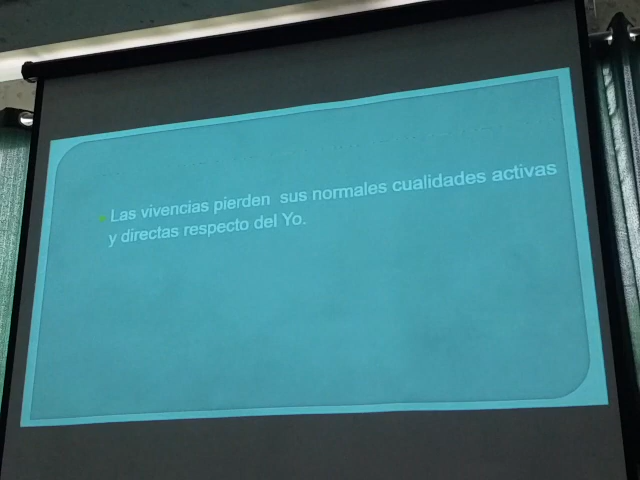 Las vivencias pierden sus normales cualidades activas
y directas respecto del Yo.